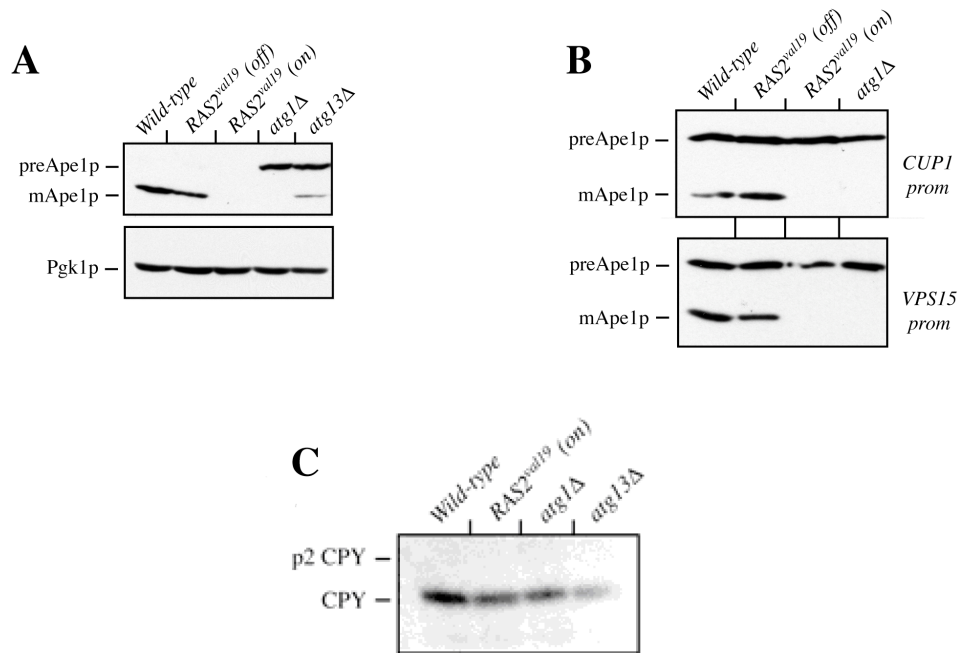 A
Wild-type
RAS2val19 (off)
RAS2val19 (on)
atg1Δ
atg13Δ
preApe1p
mApe1p
Pgk1p
B
Wild-type
RAS2val19 (off)
RAS2val19 (on)
atg1Δ
preApe1p
mApe1p
CUP1
prom
preApe1p
mApe1p
VPS15
prom
C
Wild-type
RAS2val19 (on)
atg1Δ
atg13Δ
p2 CPY
CPY